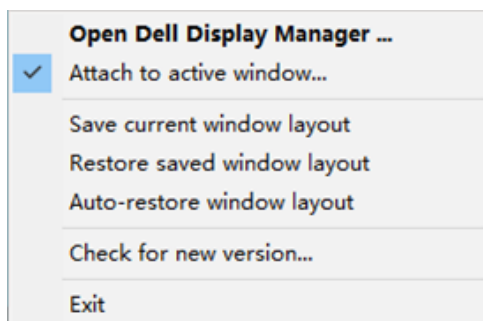 Open Dell Display Manager ...
Attach to active window...
Save current window layout
Restore saved window layout
Auto-restore window layout
Check for new version...
Exit